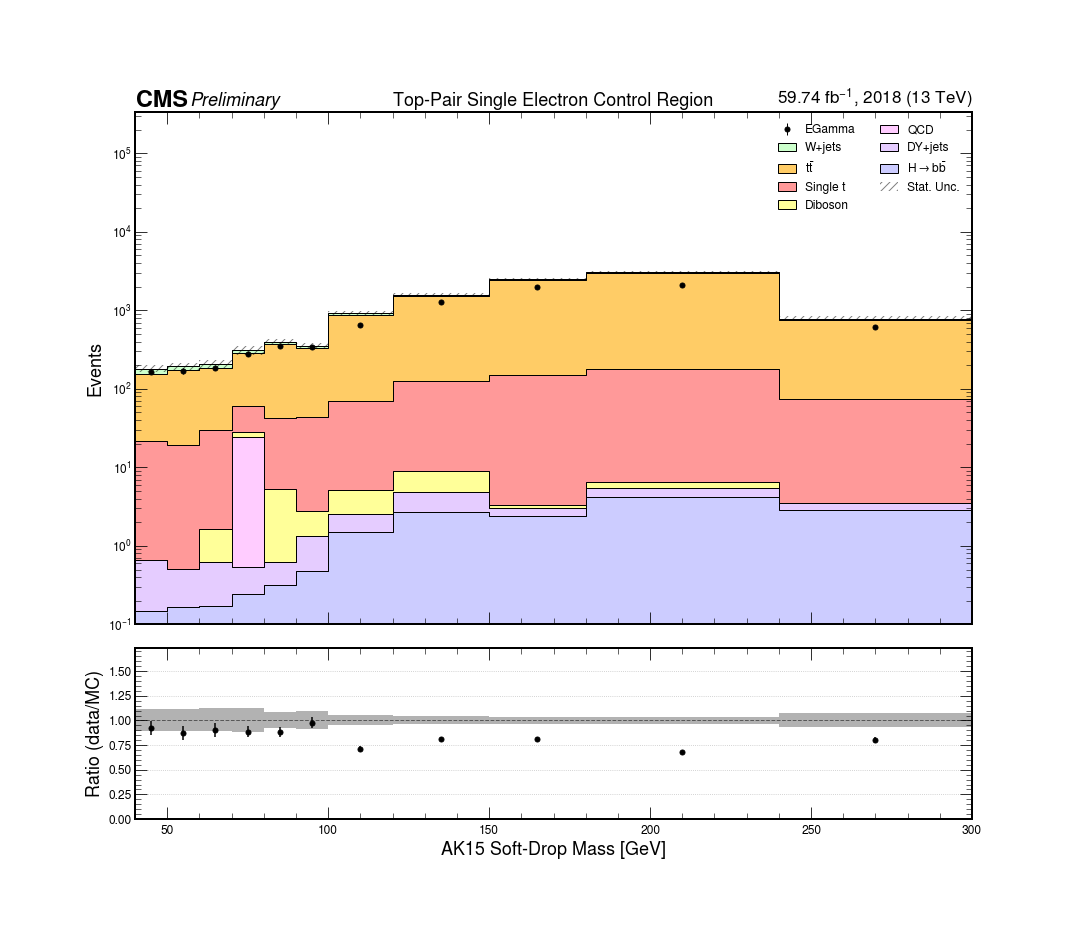 CMS Preliminary Top-Pair Single Electron Control Region 59.74 fb⁻¹, 2018 (13 TeV)
EGamma QCD
W+jets DY+jets
tt̄ H→bb̄
Single t Stat. Unc.
Diboson
10⁵
10⁴
10³
10²
10¹
10⁰
10⁻¹
Events
1.50
1.25
1.00
0.75
0.50
0.25
0.00
Ratio (data/MC)
50 100 150 200 250 300
AK15 Soft-Drop Mass [GeV]